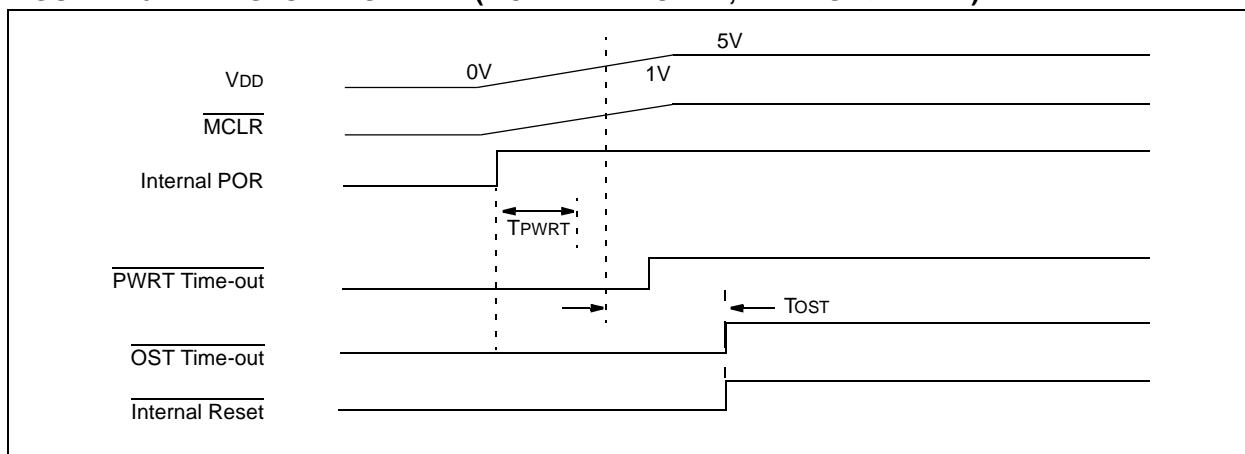 5V
0V
1V
VDD
MCLR
Internal POR
TPWRT
PWRT Time-out
TOST
OST Time-out
Internal Reset